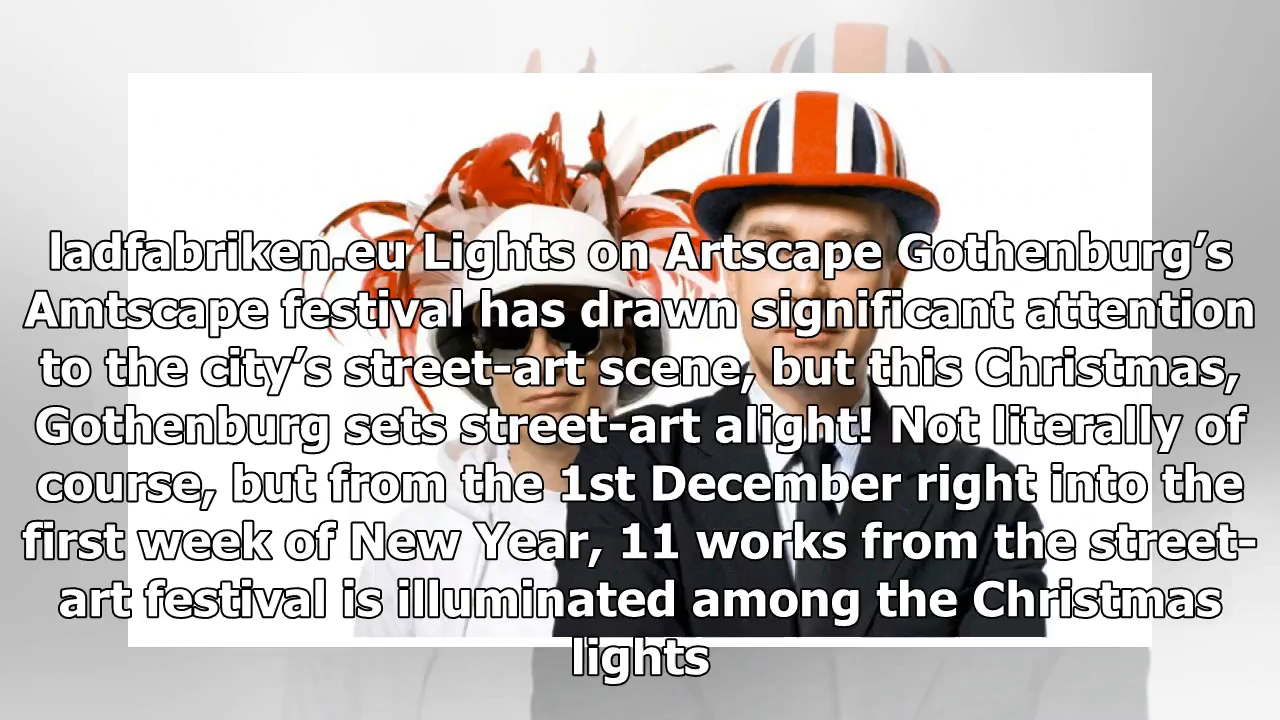 ladfabriken.eu Lights on Artscape Gothenburg’s
Amtscape festival has drawn significant attention
to the city’s street-art scene, but this Christmas,
Gothenburg sets street-art alight! Not literally of
course, but from the 1st December right into the
first week of New Year, 11 works from the street-
art festival is illuminated among the Christmas
lights